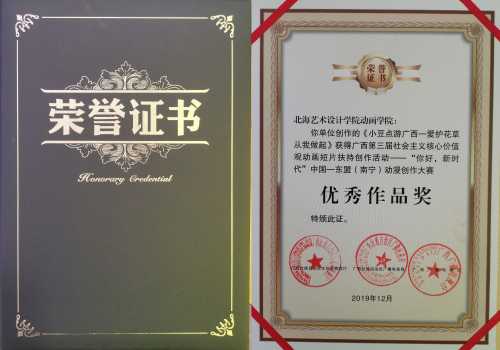 荣誉证书
Honorary Credential
荣誉
证书
北海艺术设计学院动画学院：
你单位创作的《小豆点游广西—爱护花草
从我做起》获得广西第三届社会主义核心价值
观动画短片扶持创作活动——“你好，新时
代”中国—东盟（南宁）动漫创作大赛
优秀作品奖
特颁此证。
2019年12月